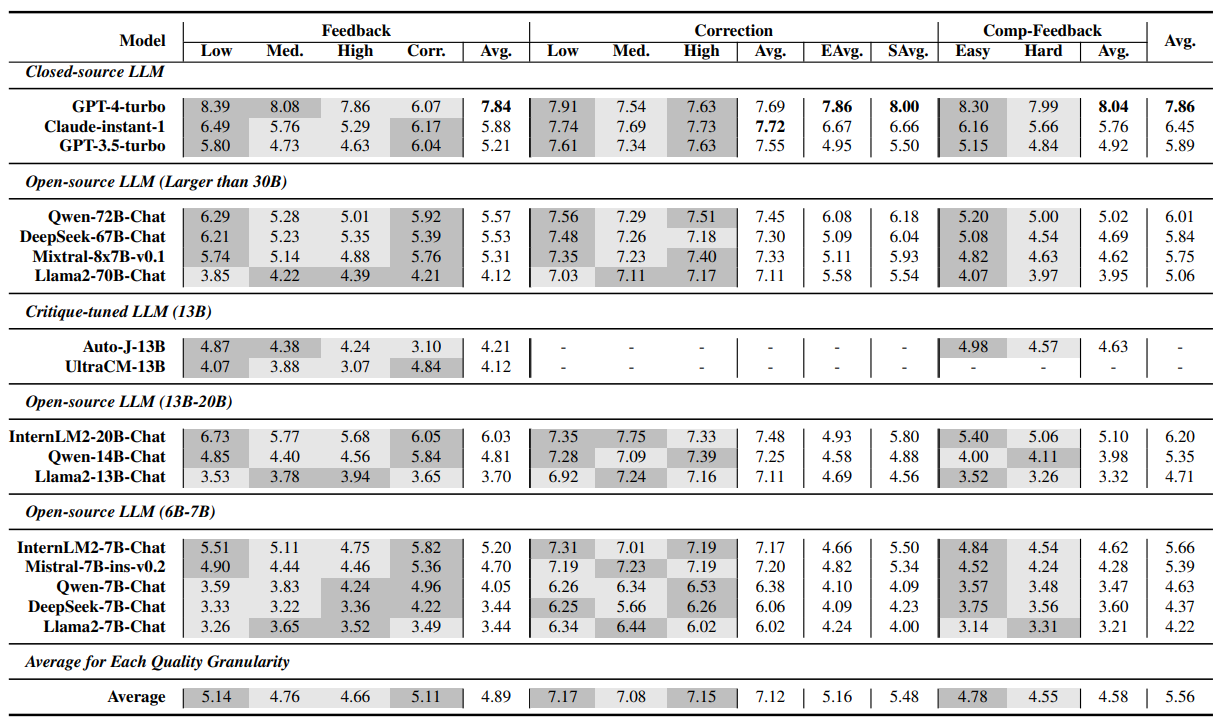 Model Feedback Correction Comp-Feedback Avg.
Low Med. High Corr. Avg. Low Med. High Avg. EAvg. SAvg. Easy Hard Avg.
Closed-source LLM
GPT-4-turbo 8.39 8.08 7.86 6.07 7.84 7.91 7.54 7.63 7.69 7.86 8.00 8.30 7.99 8.04 7.86
Claude-instant-1 6.49 5.76 5.29 6.17 5.88 7.74 7.69 7.73 7.72 6.67 6.66 6.16 5.66 5.76 6.45
GPT-3.5-turbo 5.80 4.73 4.63 6.04 5.21 7.61 7.34 7.63 7.55 4.95 5.50 5.15 4.84 4.92 5.89
Open-source LLM (Larger than 30B)
Qwen-72B-Chat 6.29 5.28 5.01 5.92 5.57 7.56 7.29 7.51 7.45 6.08 6.18 5.20 5.00 5.02 6.01
DeepSeek-67B-Chat 6.21 5.23 5.35 5.39 5.53 7.48 7.26 7.18 7.30 5.09 6.04 5.08 4.54 4.69 5.84
Mixtral-8x7B-v0.1 5.74 5.14 4.88 5.76 5.31 7.35 7.23 7.40 7.33 5.11 5.93 4.82 4.63 4.62 5.75
Llama2-70B-Chat 3.85 4.22 4.39 4.21 4.12 7.03 7.11 7.17 7.11 5.58 5.54 4.07 3.97 3.95 5.06
Critique-tuned LLM (13B)
Auto-J-13B 4.87 4.38 4.24 3.10 4.21 - - - - - - 4.98 4.57 4.63 -
UltraCM-13B 4.07 3.88 3.07 4.84 4.12 - - - - - - - - - -
Open-source LLM (13B-20B)
InternLM2-20B-Chat 6.73 5.77 5.68 6.05 6.03 7.35 7.75 7.33 7.48 4.93 5.80 5.40 5.06 5.10 6.20
Qwen-14B-Chat 4.85 4.40 4.56 5.84 4.81 7.28 7.09 7.39 7.25 4.58 4.88 4.00 4.11 3.98 5.35
Llama2-13B-Chat 3.53 3.78 3.94 3.65 3.70 6.92 7.24 7.16 7.11 4.69 4.56 3.52 3.26 3.32 4.71
Open-source LLM (6B-7B)
InternLM2-7B-Chat 5.51 5.11 4.75 5.82 5.20 7.31 7.01 7.19 7.17 4.66 5.50 4.84 4.54 4.62 5.66
Mistral-7B-ins-v0.2 4.90 4.44 4.46 5.36 4.70 7.19 7.23 7.19 7.20 4.82 5.34 4.52 4.24 4.28 5.39
Qwen-7B-Chat 3.59 3.83 4.24 4.96 4.05 6.26 6.34 6.53 6.38 4.10 4.09 3.57 3.48 3.47 4.63
DeepSeek-7B-Chat 3.33 3.22 3.36 4.22 3.44 6.25 5.66 6.26 6.06 4.09 4.23 3.75 3.56 3.60 4.37
Llama2-7B-Chat 3.26 3.65 3.52 3.49 3.44 6.34 6.44 6.02 6.02 4.24 4.00 3.14 3.31 3.21 4.22
Average for Each Quality Granularity
Average 5.14 4.76 4.66 5.11 4.89 7.17 7.08 7.15 7.12 5.16 5.48 4.78 4.55 4.58 5.56